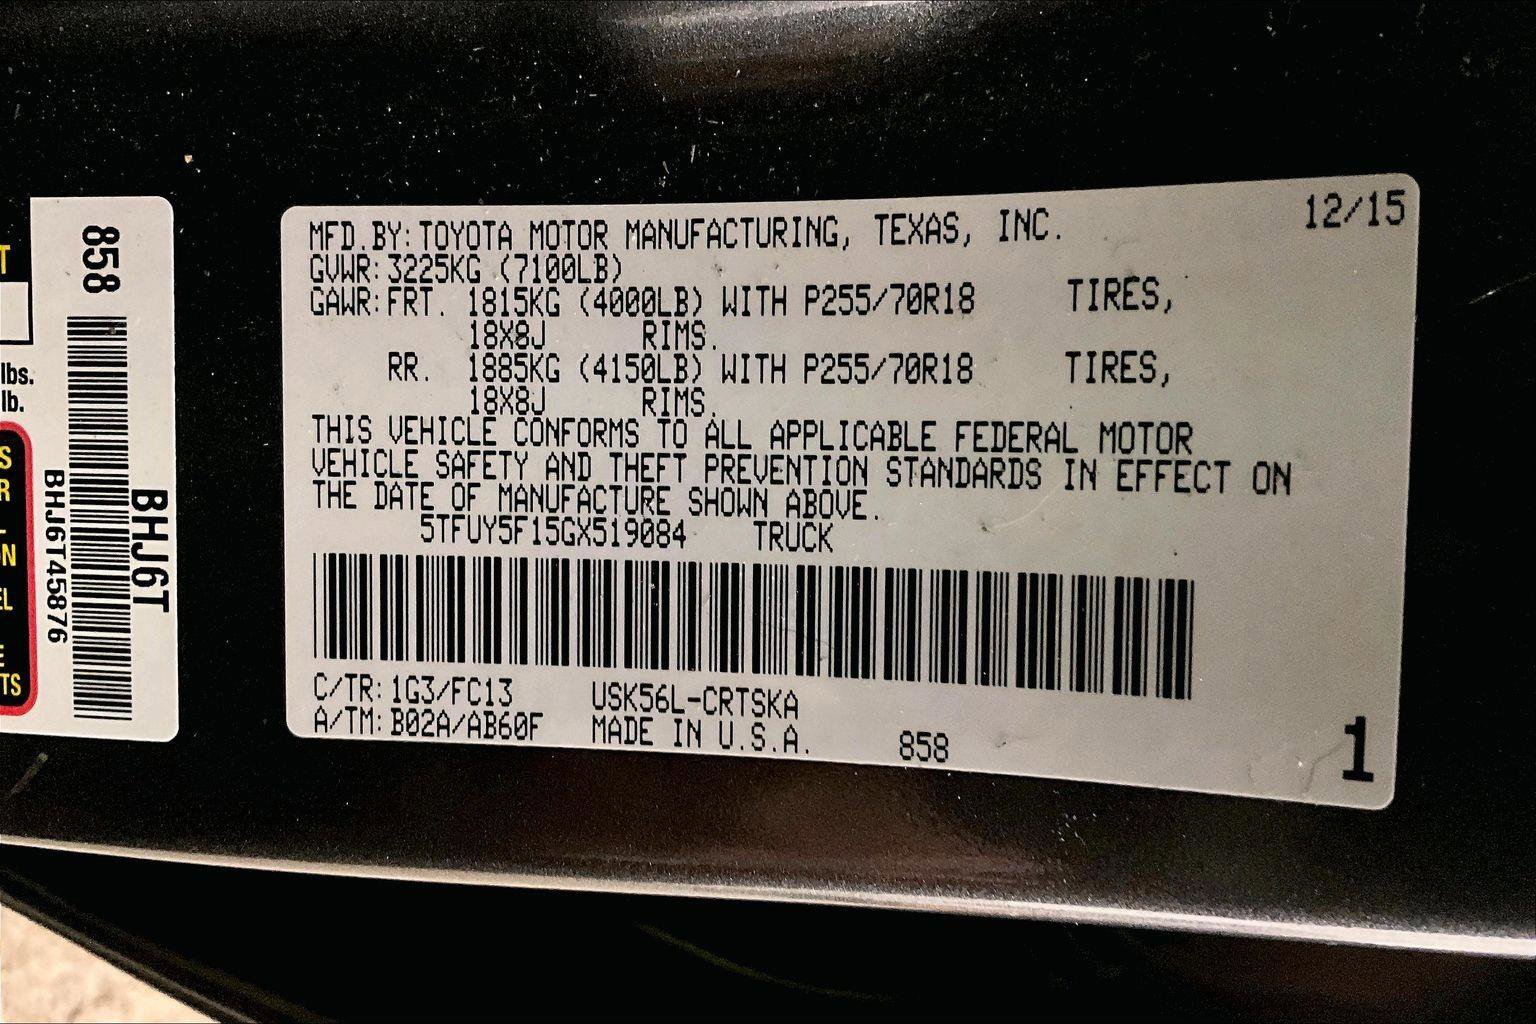 T
lbs.
lb.
S
R
L
N
EL
E
TS
858
BHJ6T
BHJ6T45876
12/15
MFD.BY:TOYOTA MOTOR MANUFACTURING, TEXAS, INC.
GVWR:3225KG (7100LB)
GAWR:FRT. 1815KG (4000LB) WITH P255/70R18 TIRES,
18X8J RIMS.
RR. 1885KG (4150LB) WITH P255/70R18 TIRES,
18X8J RIMS.
THIS VEHICLE CONFORMS TO ALL APPLICABLE FEDERAL MOTOR
VEHICLE SAFETY AND THEFT PREVENTION STANDARDS IN EFFECT ON
THE DATE OF MANUFACTURE SHOWN ABOVE.
5TFUY5F15GX519084 TRUCK
C/TR:1G3/FC13 USK56L-CRTSKA
A/TM:B02A/AB60F MADE IN U.S.A. 858
1